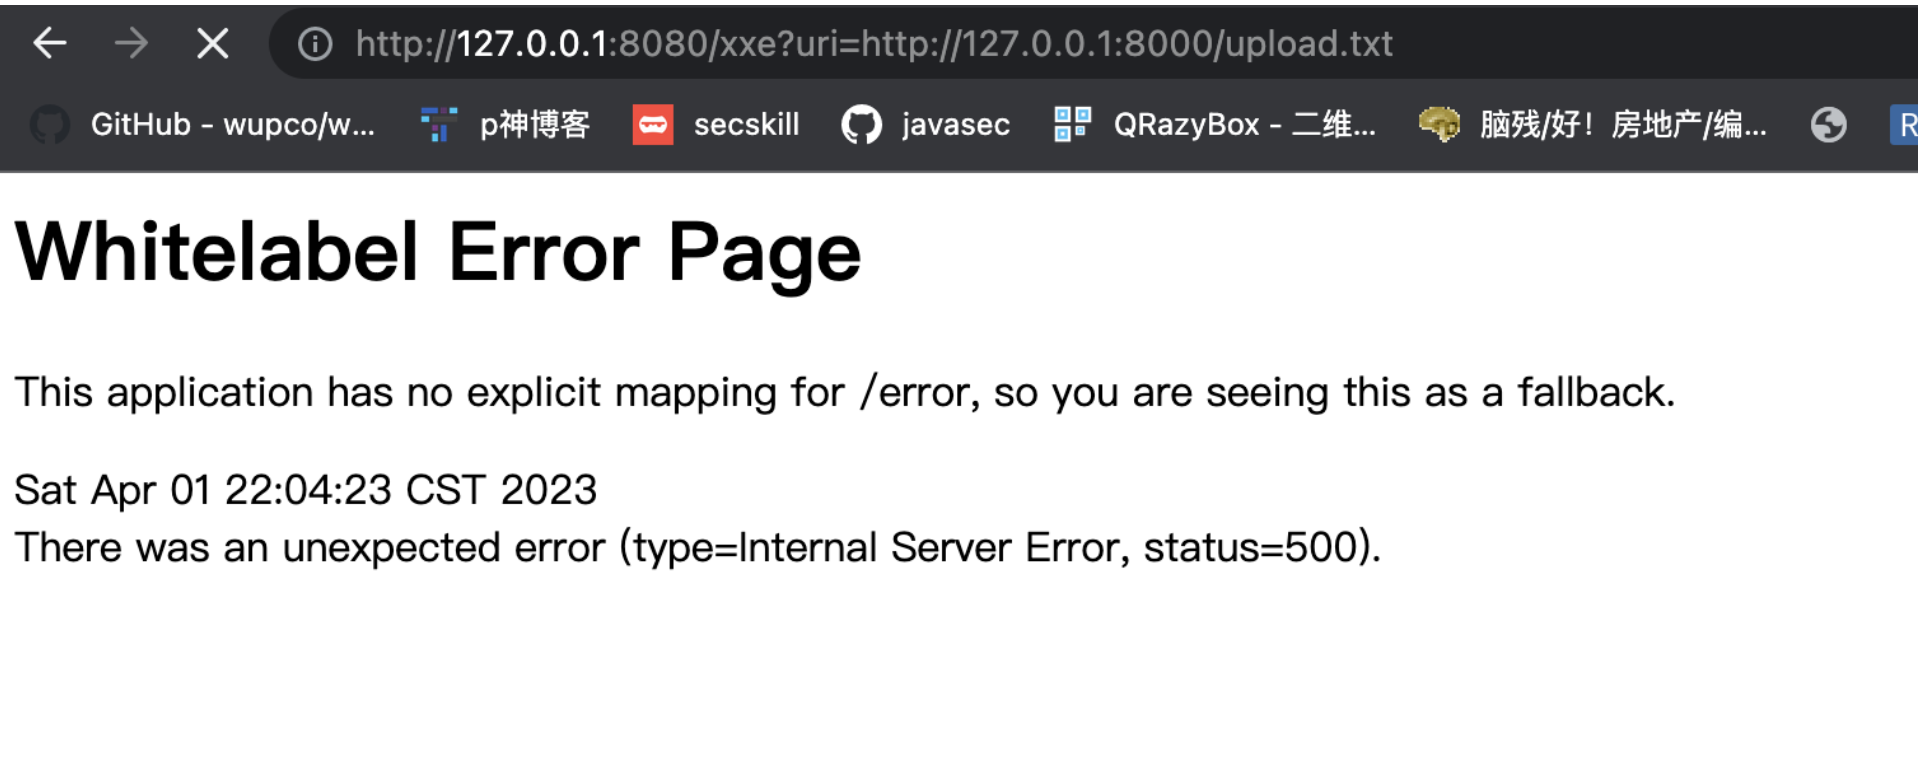 http://127.0.0.1:8080/xxe?uri=http://127.0.0.1:8000/upload.txt
GitHub - wupco/w... p神博客 secskill javasec QRazyBox - 二维... 脑残/好！房地产/编... R
Whitelabel Error Page
This application has no explicit mapping for /error, so you are seeing this as a fallback.
Sat Apr 01 22:04:23 CST 2023
There was an unexpected error (type=Internal Server Error, status=500).